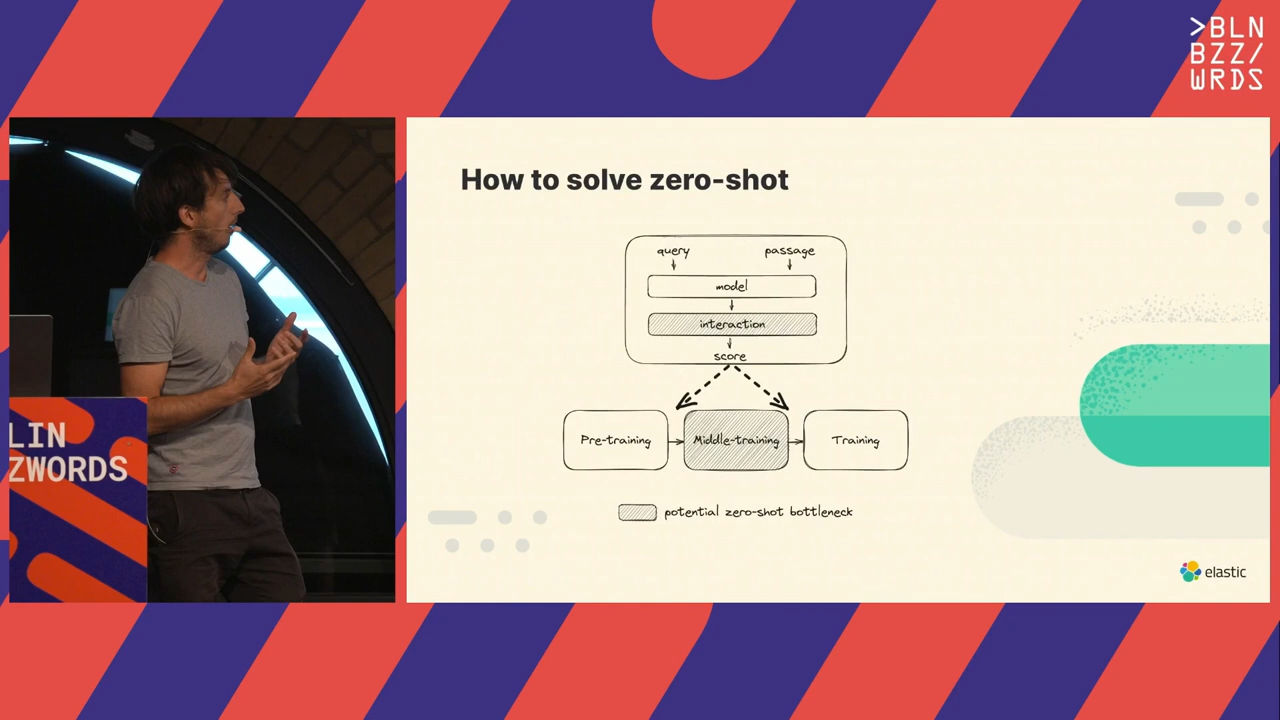 >BLN
BZZ/
WRDS
LIN
ZWORDS
How to solve zero-shot
query
passage
model
interaction
score
Pre-training
Middle-training
Training
potential zero-shot bottleneck
elastic